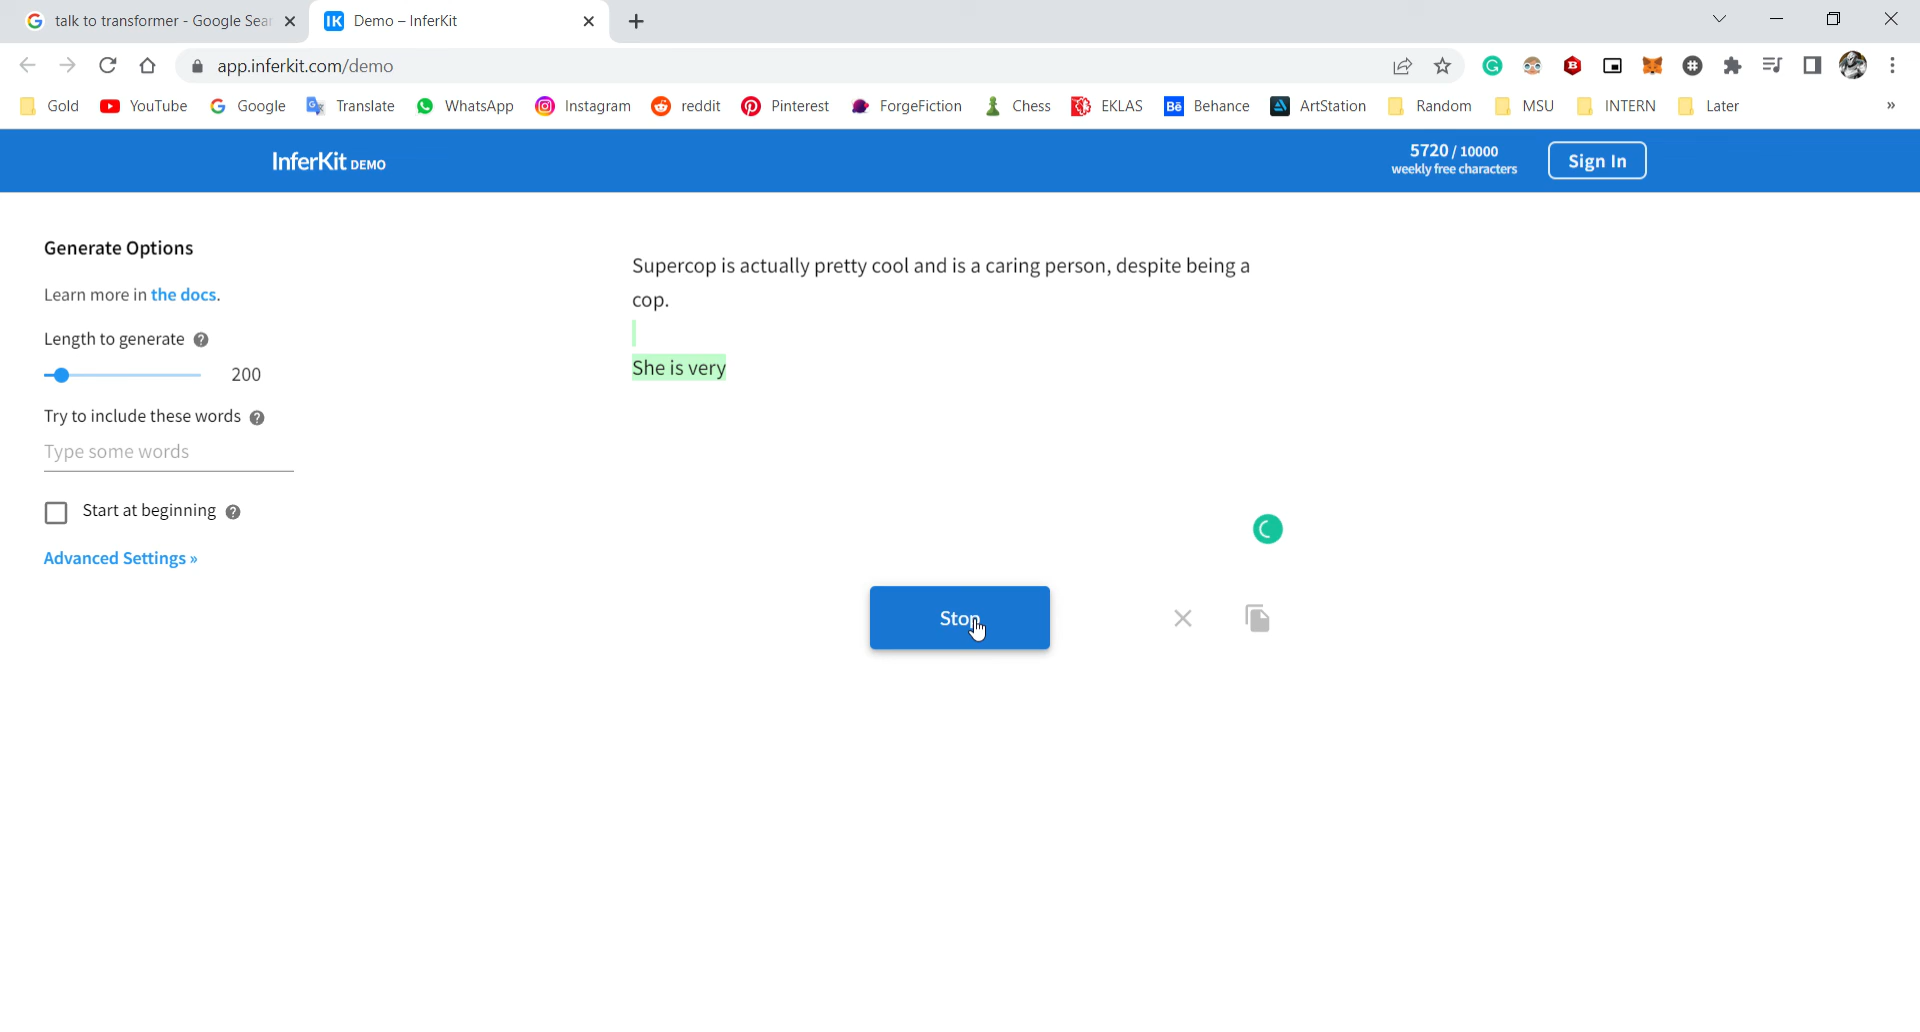 talk to transformer - Google Sea
Demo – InferKit
app.inferkit.com/demo
Gold YouTube Google Translate WhatsApp Instagram reddit Pinterest ForgeFiction Chess EKLAS Behance ArtStation Random MSU INTERN Later »
InferKit DEMO
5720 / 10000
weekly free characters
Sign In
Generate Options
Learn more in the docs.
Length to generate
200
Try to include these words
Type some words
Start at beginning
Advanced Settings »
Supercop is actually pretty cool and is a caring person, despite being a
cop.
She is very
Stop